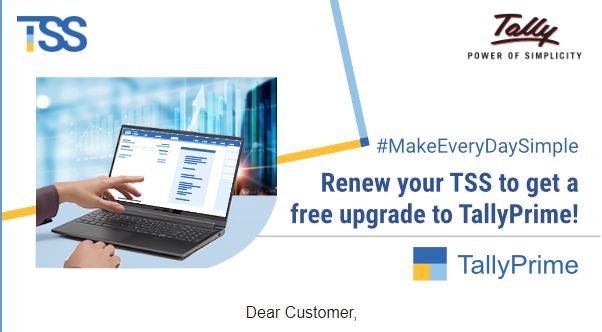 TSS
Tally
POWER OF SIMPLICITY
#MakeEveryDaySimple
Renew your TSS to get a
free upgrade to TallyPrime!
TallyPrime
Dear Customer,